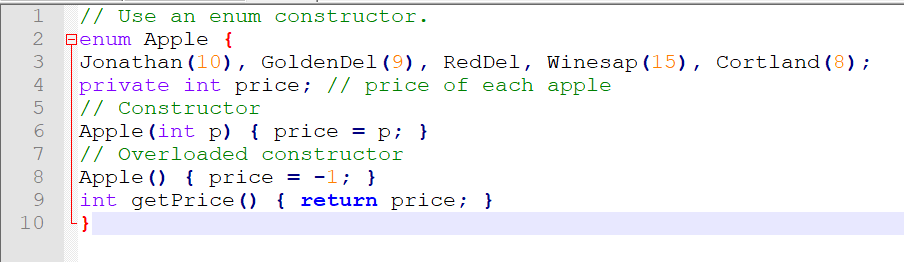 1 // Use an enum constructor.
2 enum Apple {
3 Jonathan(10), GoldenDel(9), RedDel, Winesap(15), Cortland(8);
4 private int price; // price of each apple
5 // Constructor
6 Apple(int p) { price = p; }
7 // Overloaded constructor
8 Apple() { price = -1; }
9 int getPrice() { return price; }
10 }